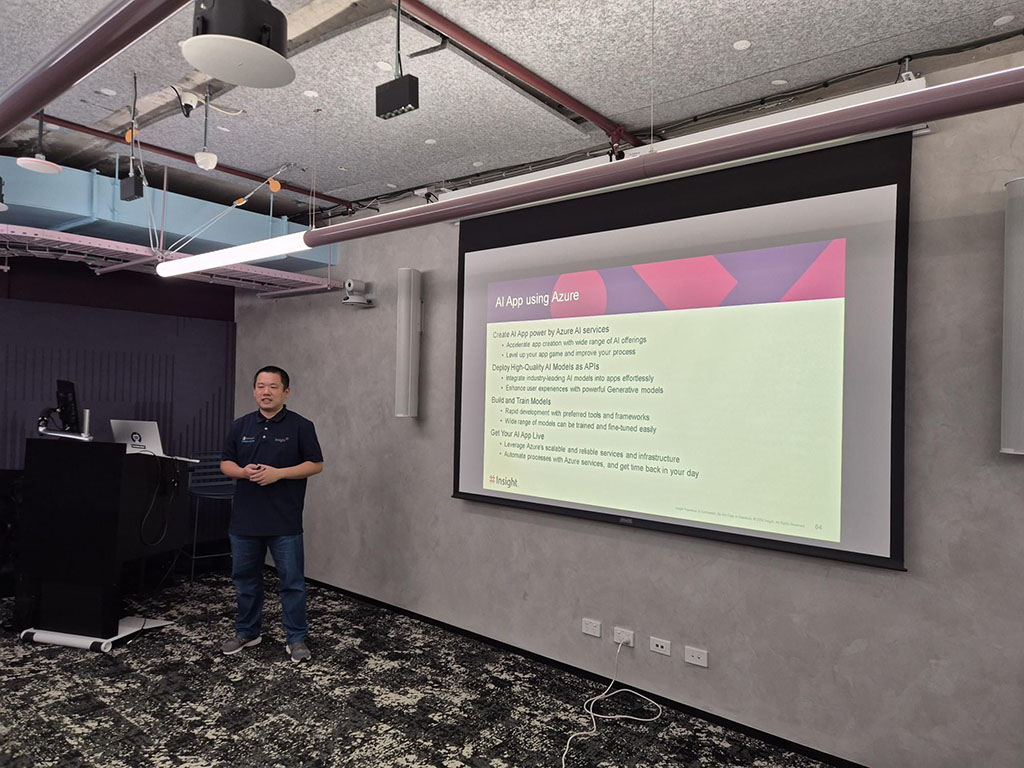 AI App using Azure
Create AI App power by Azure AI services
• Accelerate app creation with wide range of AI offerings
• Level up your app game and improve your process
Deploy High-Quality AI Models as APIs
• Integrate industry-leading AI models into apps effortlessly
• Enhance user experiences with powerful Generative models
Build and Train Models
• Rapid development with preferred tools and frameworks
• Wide range of models can be trained and fine-tuned easily
Get Your AI App Live
• Leverage Azure's scalable and reliable services and infrastructure
• Automate processes with Azure services, and get time back in your day
Insight
64
Insight